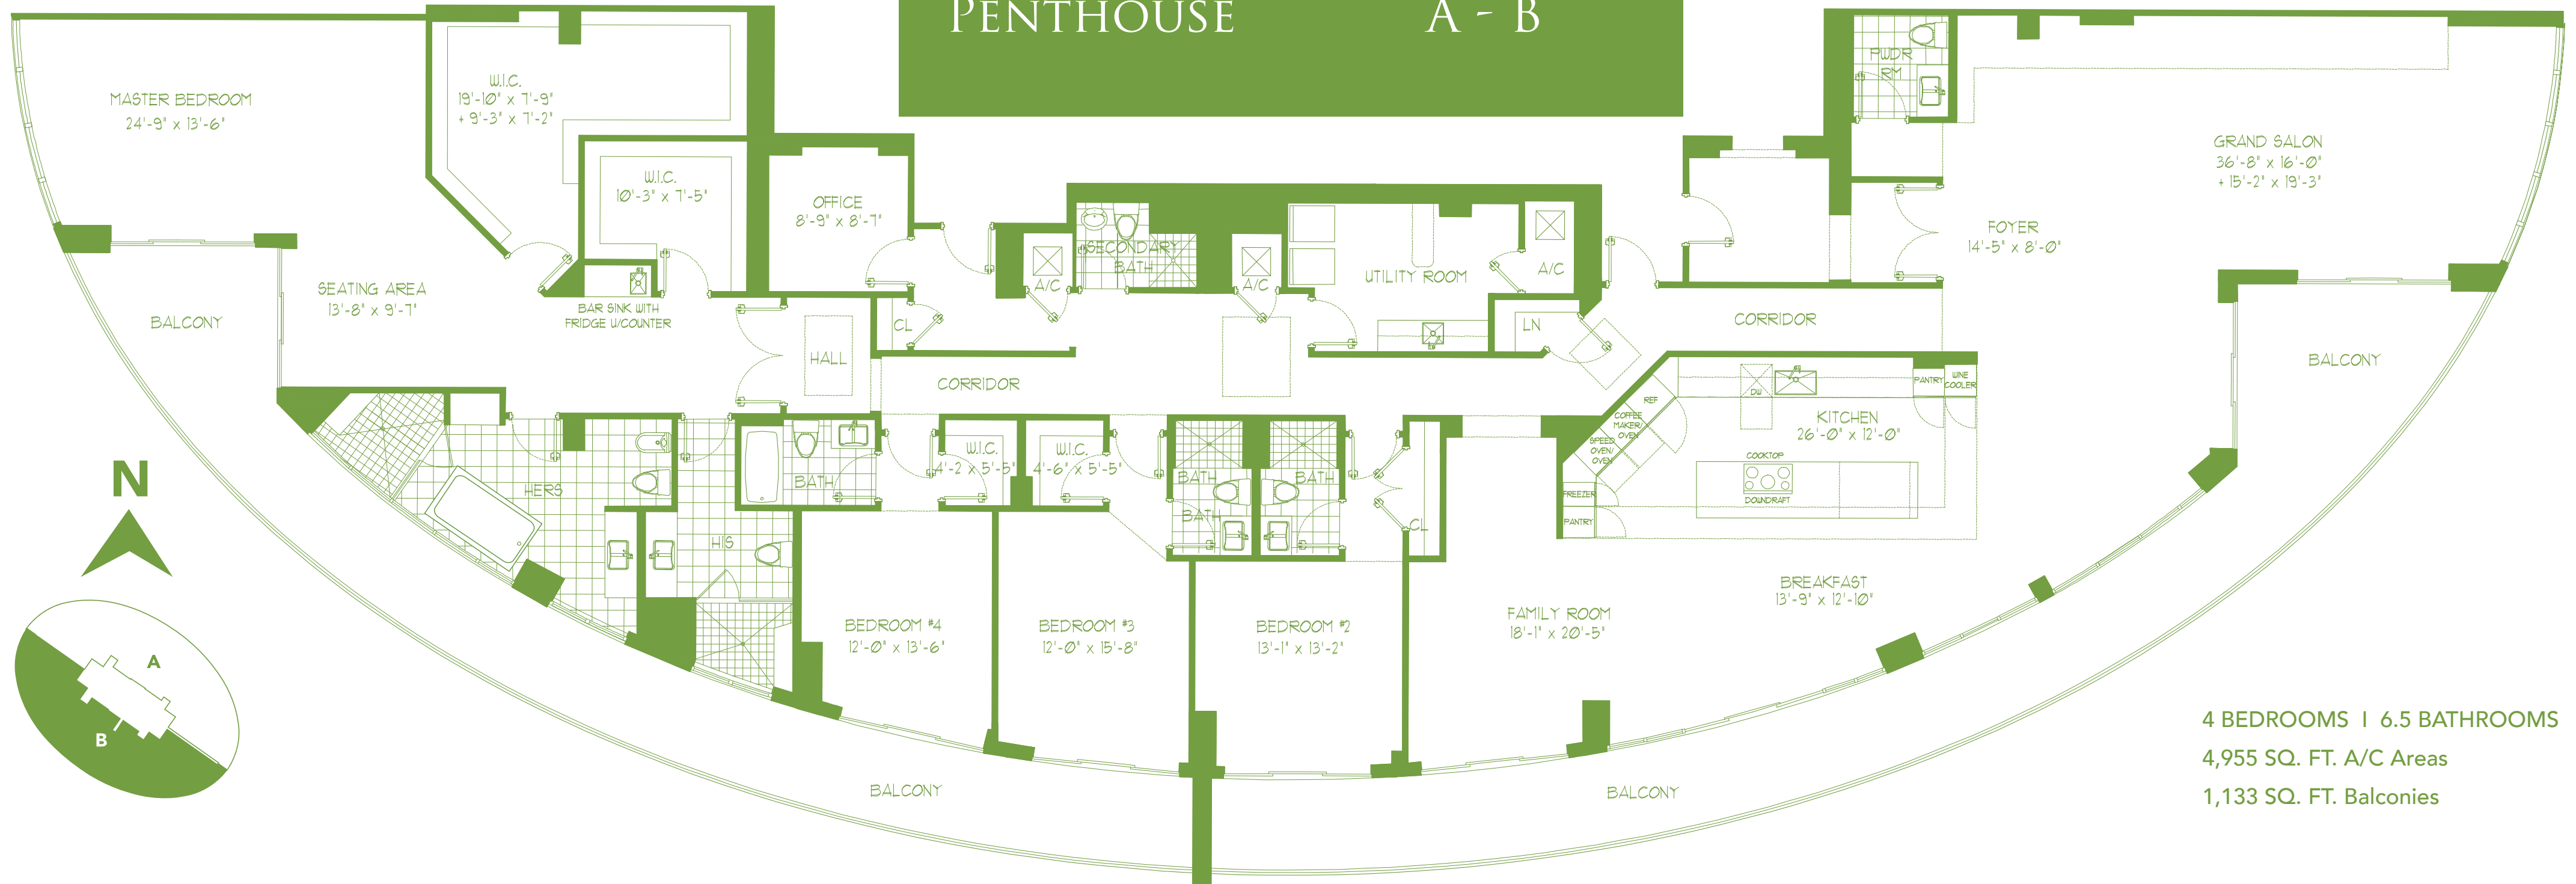 PENTHOUSE A - B
MASTER BEDROOM
24'-9" x 13'-6"
W.I.C.
19'-10" x 7'-9"
+ 9'-3" x 7'-2"
W.I.C.
10'-3" x 7'-5"
OFFICE
8'-9" x 8'-7"
PWDR
RM
GRAND SALON
36'-8" x 16'-0"
+ 15'-2" x 19'-3"
FOYER
14'-5" x 8'-0"
SECONDARY
BATH
A/C
A/C
UTILITY ROOM
A/C
SEATING AREA
13'-8" x 9'-7"
BALCONY
BAR SINK WITH
FRIDGE U/COUNTER
CL
LN
CORRIDOR
HALL
CORRIDOR
BALCONY
PANTRY
WINE
COOLER
DW
REF
COFFEE
MAKER/
OVEN
SPEED
OVEN/
OVEN
KITCHEN
26'-0" x 12'-0"
COOKTOP
DOWNDRAFT
FREEZER
PANTRY
N
HERS
BATH
W.I.C.
4'-2 x 5'-5"
W.I.C.
4'-6" x 5'-5"
BATH
BATH
BATH
CL
HIS
BREAKFAST
13'-9" x 12'-10"
FAMILY ROOM
18'-1" x 20'-5"
BEDROOM #4
12'-0" x 13'-6"
BEDROOM #3
12'-0" x 15'-8"
BEDROOM #2
13'-1" x 13'-2"
A
B
BALCONY
BALCONY
4 BEDROOMS I 6.5 BATHROOMS
4,955 SQ. FT. A/C Areas
1,133 SQ. FT. Balconies